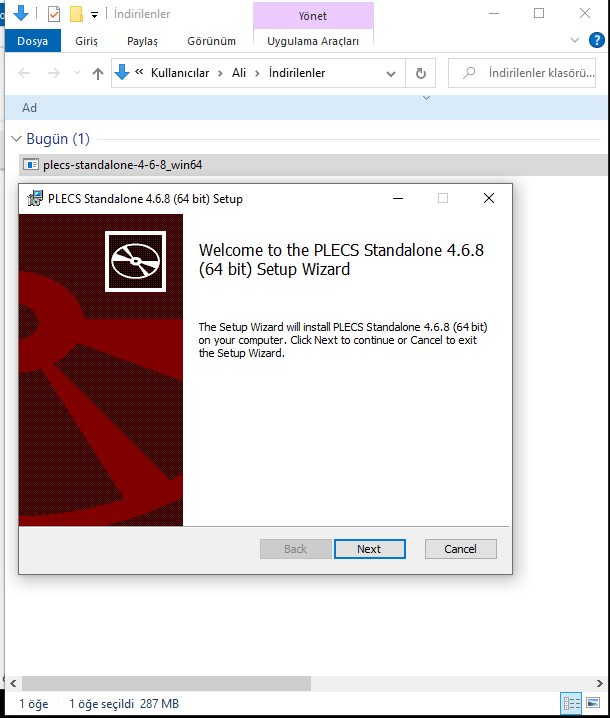 İndirilenler
Yönet
Dosya
Giriş
Paylaş
Görünüm
Uygulama Araçları
« Kullanıcılar › Ali › İndirilenler
İndirilenler klasörü...
Ad
Bugün (1)
plecs-standalone-4-6-8_win64
PLECS Standalone 4.6.8 (64 bit) Setup
Welcome to the PLECS Standalone 4.6.8
(64 bit) Setup Wizard
The Setup Wizard will install PLECS Standalone 4.6.8 (64 bit)
on your computer. Click Next to continue or Cancel to exit
the Setup Wizard.
Back
Next
Cancel
1 öğe
1 öğe seçildi 287 MB